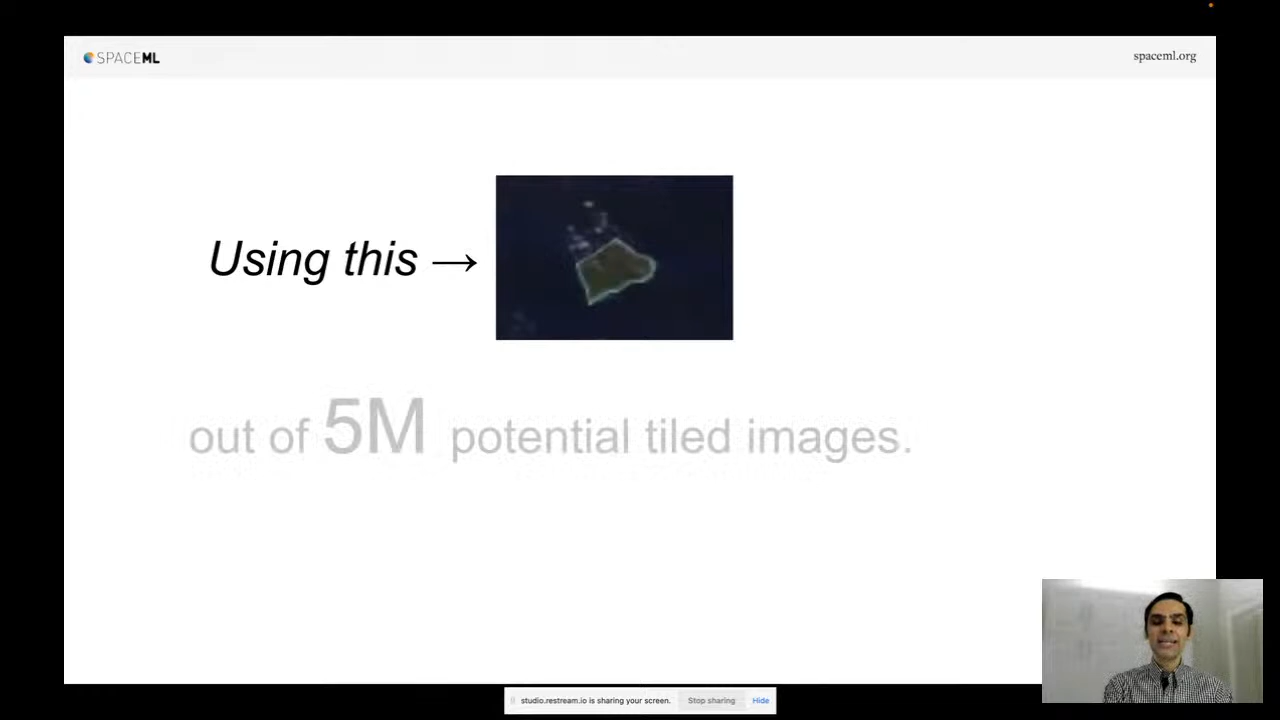 SPACEML
spaceml.org
Using this →
out of 5M potential tiled images.
studio.restream.io is sharing your screen. Stop sharing Hide